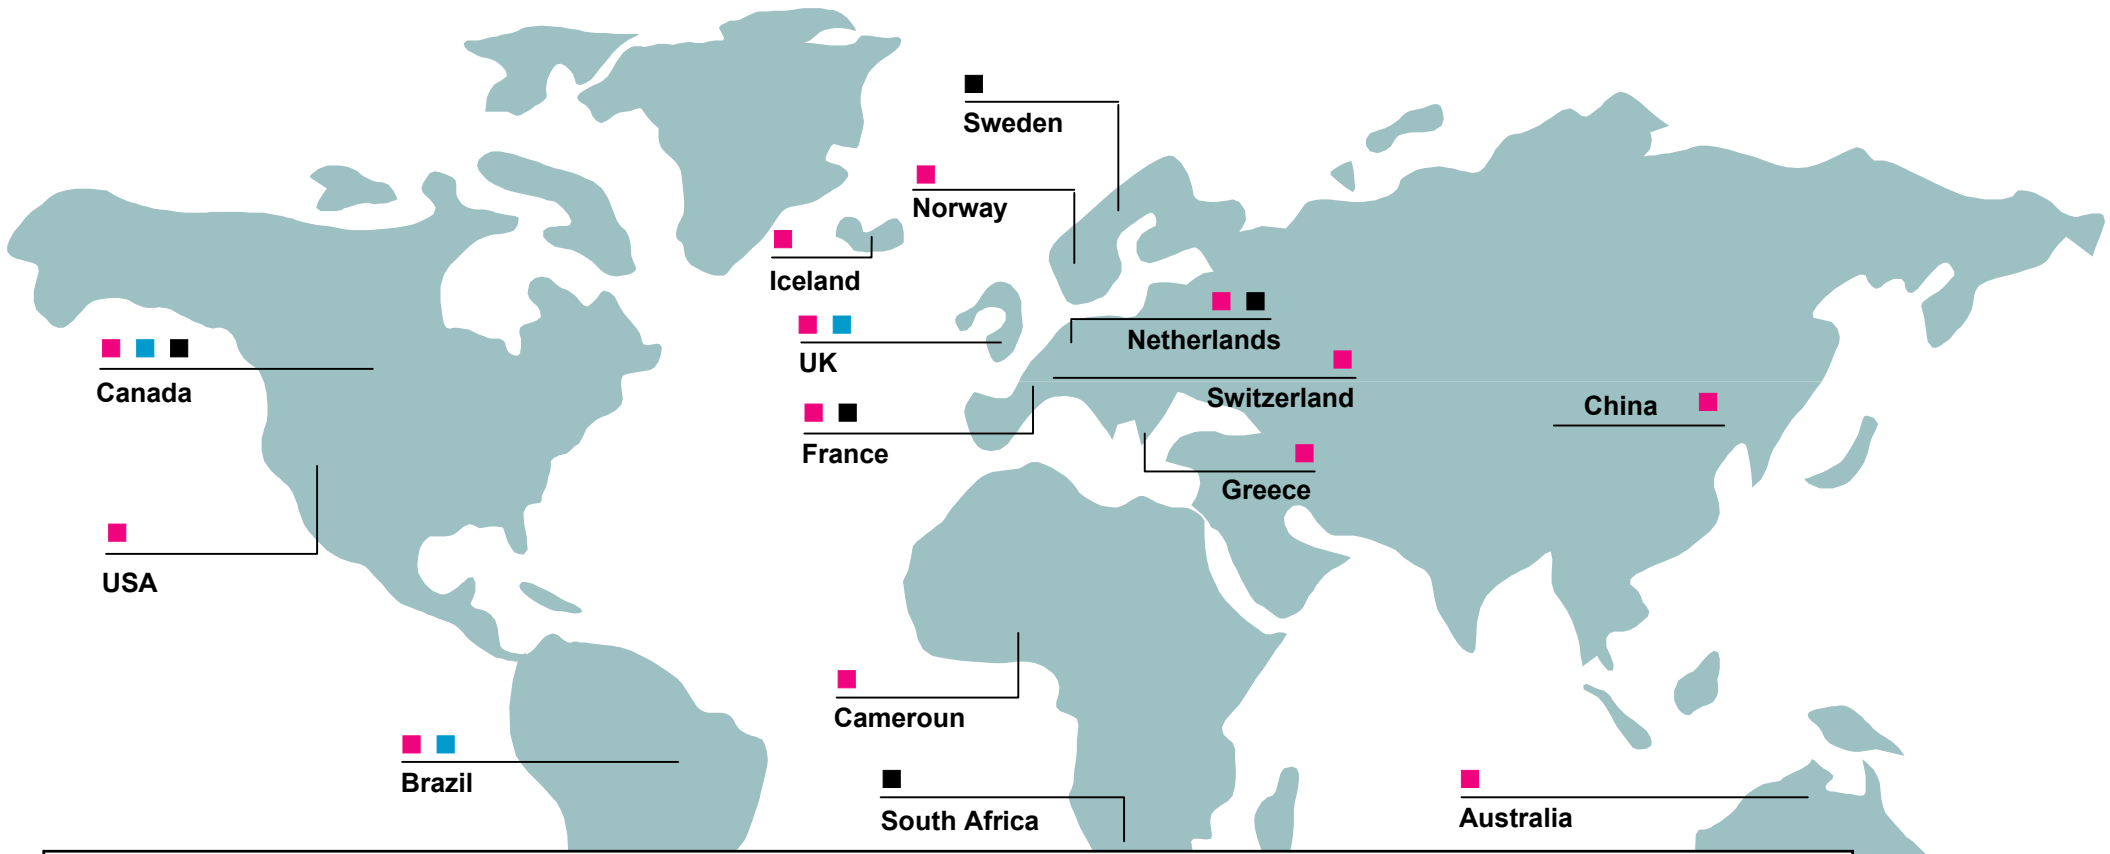 Sweden
Norway
Iceland
Netherlands
UK
Canada
Switzerland
China
France
Greece
USA
Cameroun
Brazil
South Africa
Australia